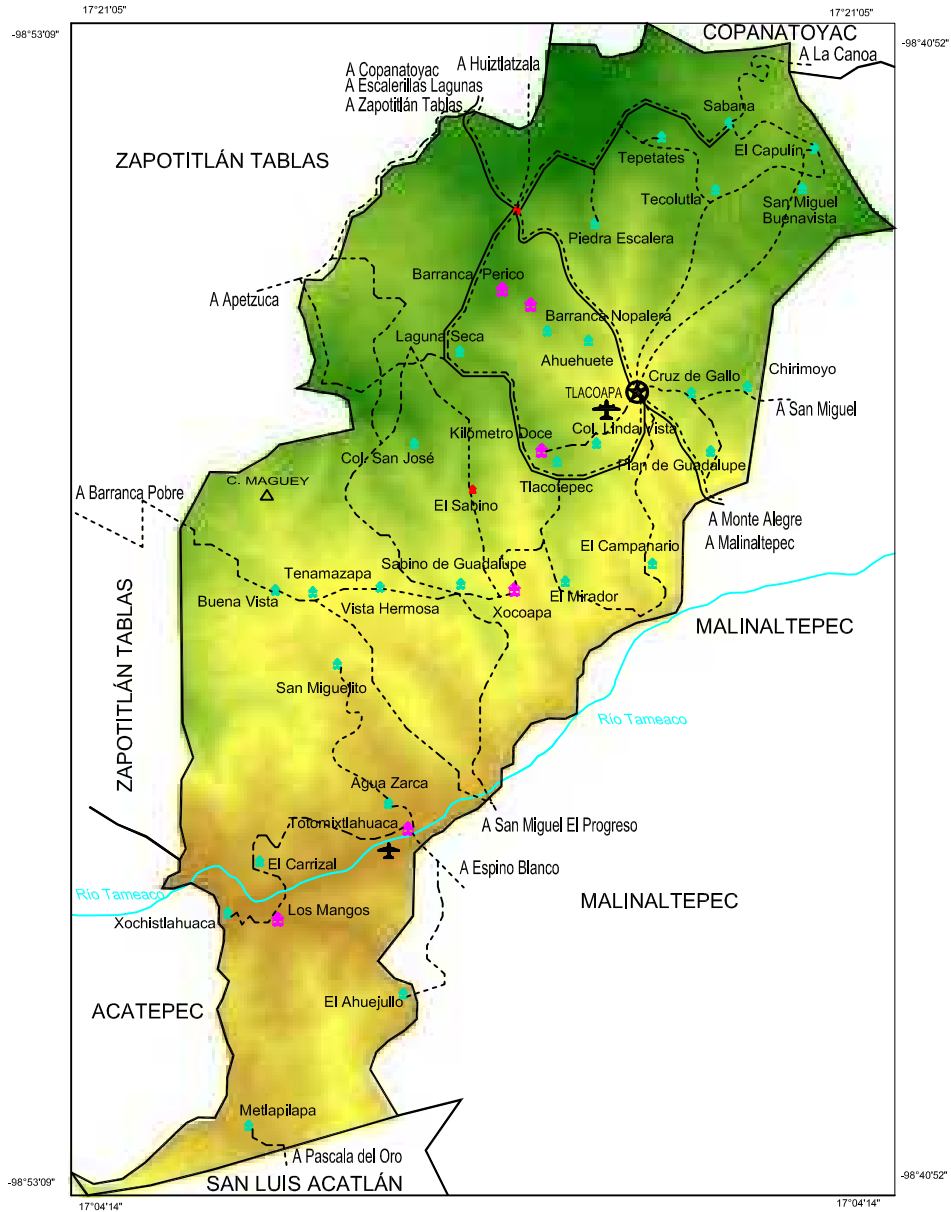 17°21'05"
17°21'05"
-98°53'09"
-98°40'52"
COPANATOYAC
A La Canoa
A Huiztlatzala
A Copanatoyac
A Escalerillas Lagunas
A Zapotitlán Tablas
Sabana
El Capulín
Tepetates
ZAPOTITLÁN TABLAS
Tecolutla
San Miguel
Buenavista
Piedra Escalera
Barranca Perico
A Apetzuca
Barranca Nopalera
Laguna Seca
Ahuehuete
Cruz de Gallo
Chirimoyo
TLACOAPA
A San Miguel
Kilómetro Doce
Col. Linda Vista
Col. San José
Plan de Guadalupe
Tlacotepec
C. MAGUEY
A Barranca Pobre
El Sabino
A Monte Alegre
A Malinaltepec
El Campanario
Sabino de Guadalupe
Tenamazapa
Buena Vista
Vista Hermosa
El Mirador
Xocoapa
MALINALTEPEC
ZAPOTITLÁN TABLAS
San Miguelito
Río Tameaco
Agua Zarca
Totomixtlahuaca
A San Miguel El Progreso
El Carrizal
A Espino Blanco
Río Tameaco
MALINALTEPEC
Los Mangos
Xochistlahuaca
El Ahuejullo
ACATEPEC
Metlapilapa
A Pascala del Oro
SAN LUIS ACATLÁN
-98°53'09"
-98°40'52"
17°04'14"
17°04'14"